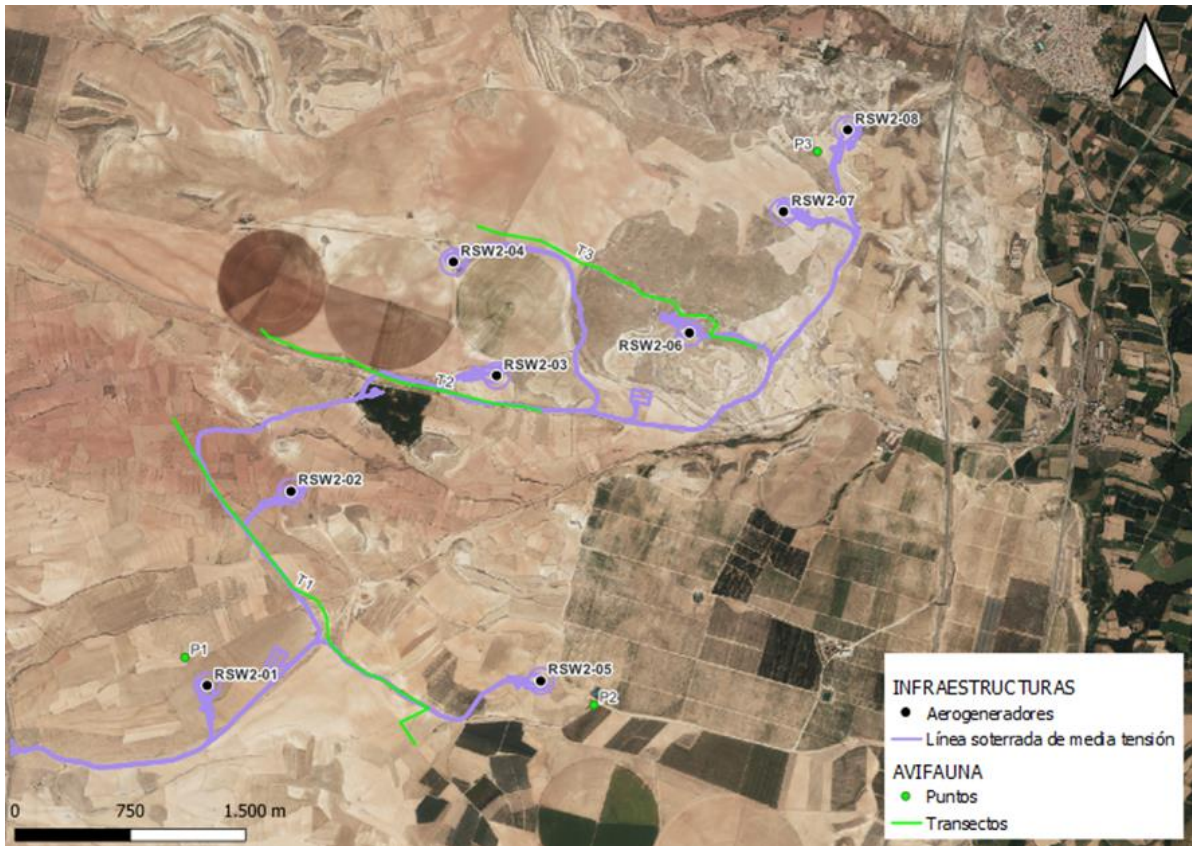 RSW2-08
P3
RSW2-07
RSW2-04
T3
RSW2-06
RSW2-03
T2
RSW2-02
T1
P1
RSW2-01
RSW2-05
P2
INFRAESTRUCTURAS
Aerogeneradores
Línea soterrada de media tensión
AVIFAUNA
Puntos
Transectos
0 750 1.500 m